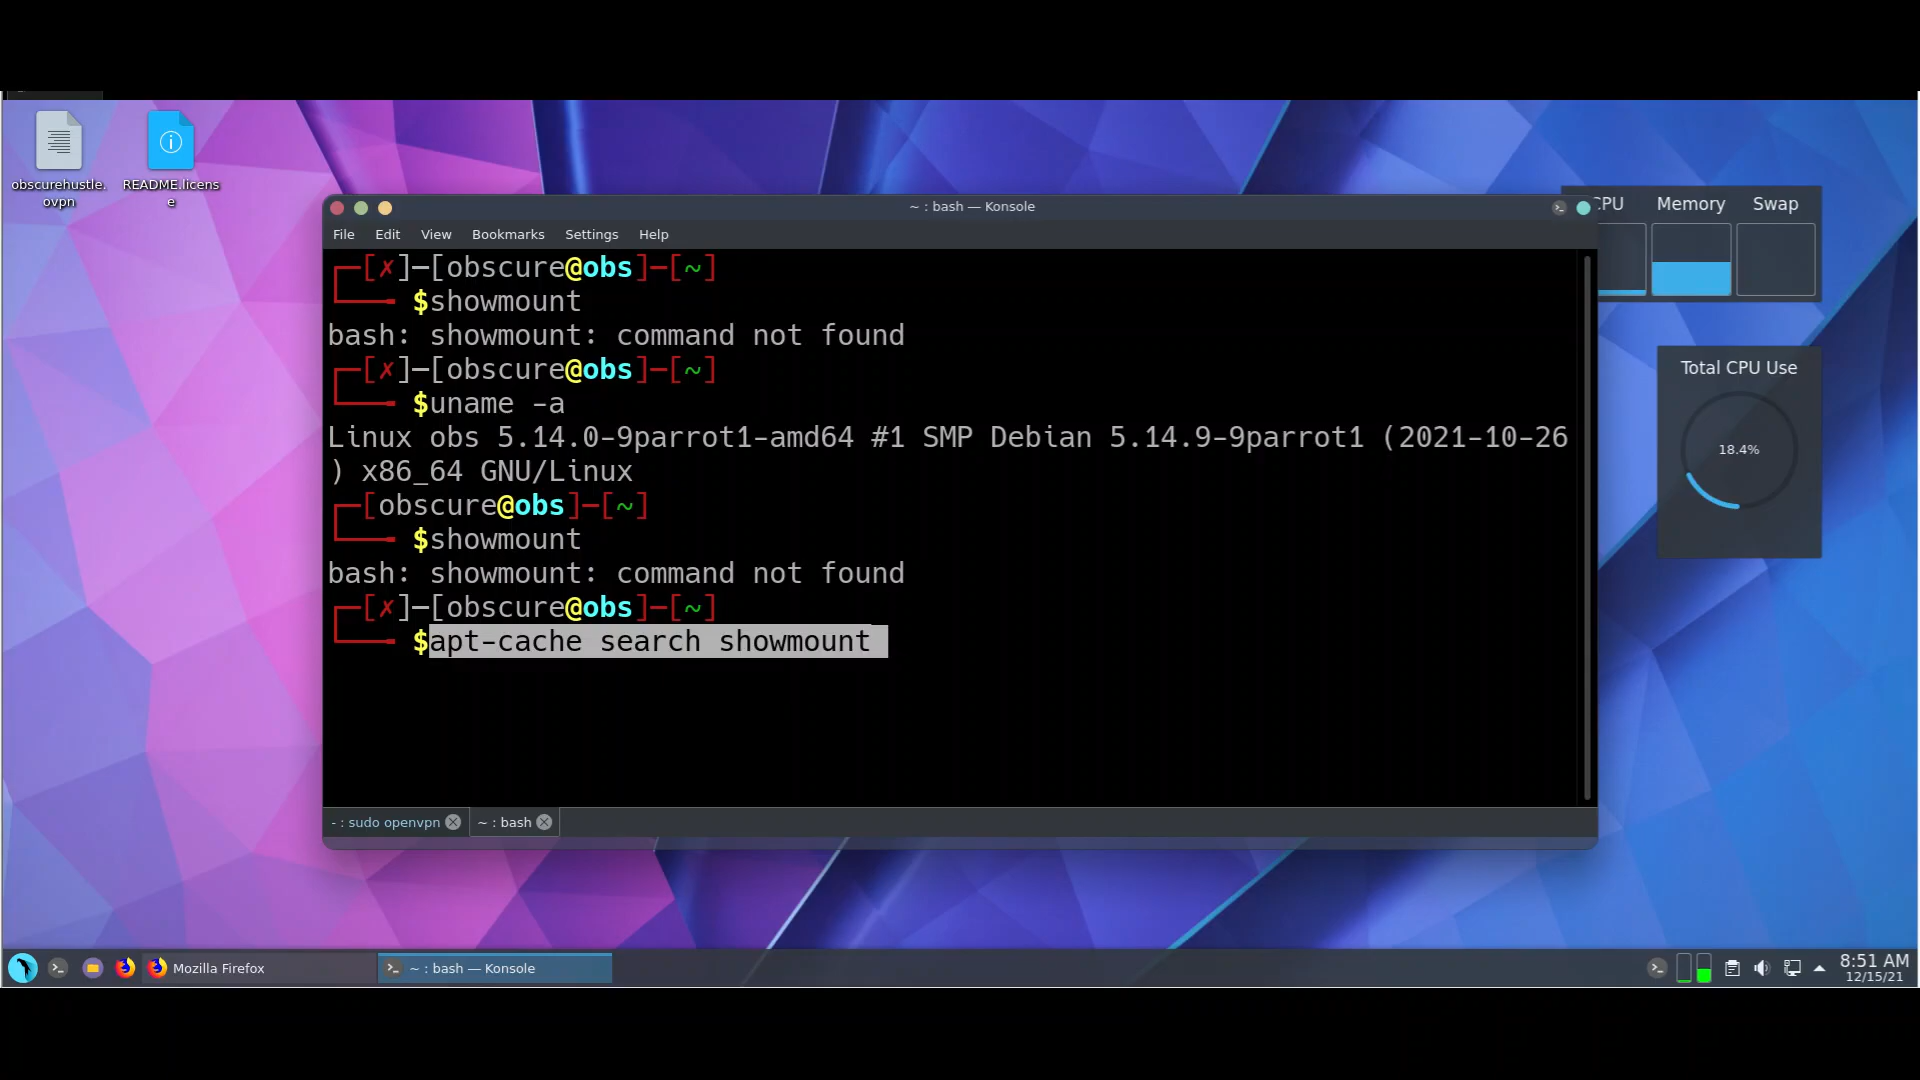 obscurehustle.
ovpn
README.licens
e
~ : bash — Konsole
File Edit View Bookmarks Settings Help
CPU Memory Swap
┌─[✗]─[obscure@obs]─[~]
└──╼ $showmount
bash: showmount: command not found
┌─[✗]─[obscure@obs]─[~]
└──╼ $uname -a
Linux obs 5.14.0-9parrot1-amd64 #1 SMP Debian 5.14.9-9parrot1 (2021-10-26
) x86_64 GNU/Linux
┌─[obscure@obs]─[~]
└──╼ $showmount
bash: showmount: command not found
┌─[✗]─[obscure@obs]─[~]
└──╼ $apt-cache search showmount
Total CPU Use
18.4%
- : sudo openvpn ~ : bash
Mozilla Firefox ~ : bash — Konsole
8:51 AM
12/15/21